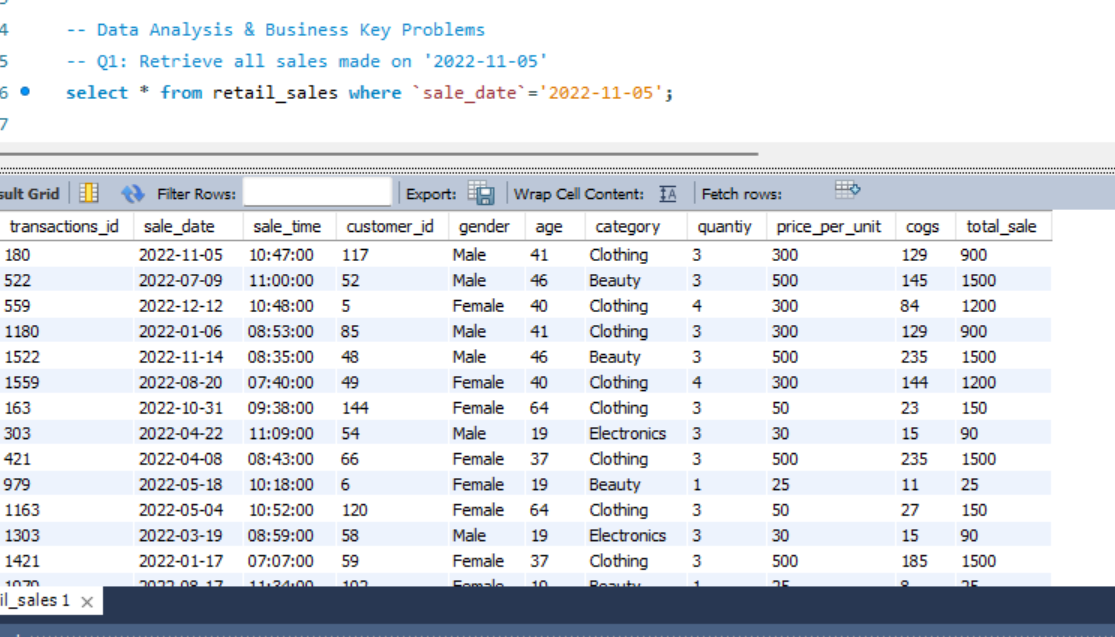 4 -- Data Analysis & Business Key Problems
5 -- Q1: Retrieve all sales made on '2022-11-05'
6 select * from retail_sales where `sale_date`='2022-11-05';
7
sult Grid Filter Rows: Export: Wrap Cell Content: Fetch rows:
transactions_id sale_date sale_time customer_id gender age category quantiy price_per_unit cogs total_sale
180 2022-11-05 10:47:00 117 Male 41 Clothing 3 300 129 900
522 2022-07-09 11:00:00 52 Male 46 Beauty 3 500 145 1500
559 2022-12-12 10:48:00 5 Female 40 Clothing 4 300 84 1200
1180 2022-01-06 08:53:00 85 Male 41 Clothing 3 300 129 900
1522 2022-11-14 08:35:00 48 Male 46 Beauty 3 500 235 1500
1559 2022-08-20 07:40:00 49 Female 40 Clothing 4 300 144 1200
163 2022-10-31 09:38:00 144 Female 64 Clothing 3 50 23 150
303 2022-04-22 11:09:00 54 Male 19 Electronics 3 30 15 90
421 2022-04-08 08:43:00 66 Female 37 Clothing 3 500 235 1500
979 2022-05-18 10:18:00 6 Female 19 Beauty 1 25 11 25
1163 2022-05-04 10:52:00 120 Female 64 Clothing 3 50 27 150
1303 2022-03-19 08:59:00 58 Male 19 Electronics 3 30 15 90
1421 2022-01-17 07:07:00 59 Female 37 Clothing 3 500 185 1500
il_sales 1